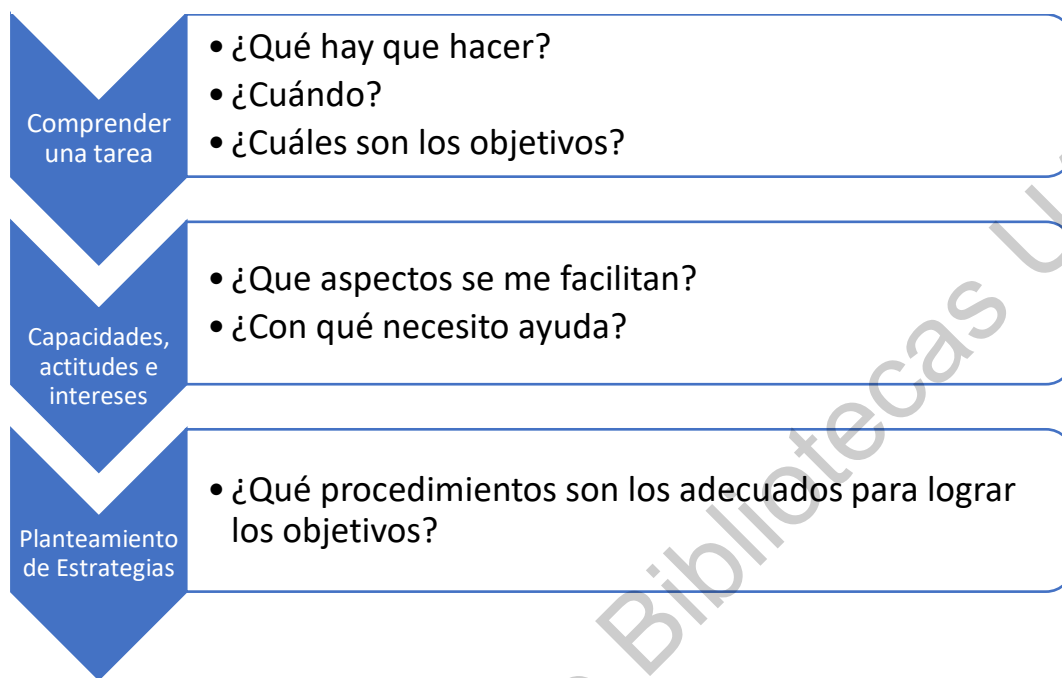 Comprender
una tarea
• ¿Qué hay que hacer?
• ¿Cuándo?
• ¿Cuáles son los objetivos?
Capacidades,
actitudes e
intereses
• ¿Que aspectos se me facilitan?
• ¿Con qué necesito ayuda?
Planteamiento
de Estrategias
• ¿Qué procedimientos son los adecuados para lograr
los objetivos?
Bibliotecas